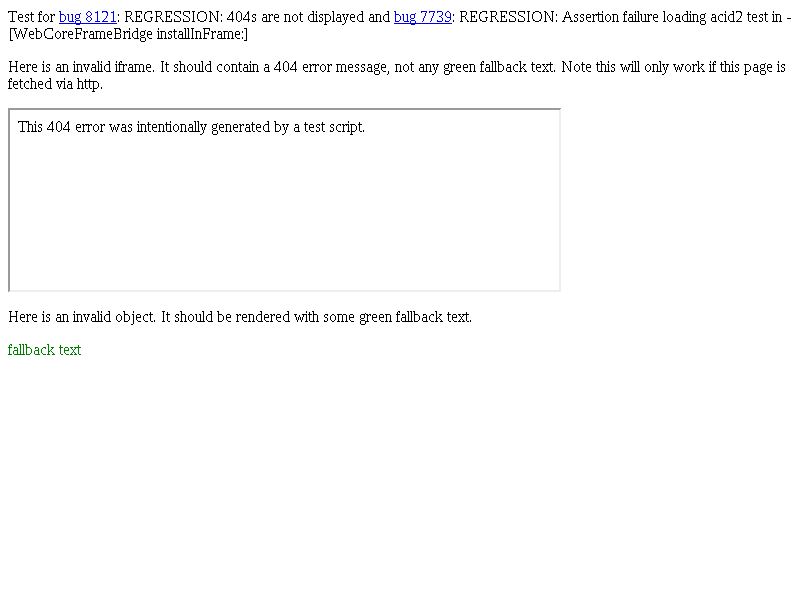 Test for bug 8121: REGRESSION: 404s are not displayed and bug 7739: REGRESSION: Assertion failure loading acid2 test in -
[WebCoreFrameBridge installInFrame:]
Here is an invalid iframe. It should contain a 404 error message, not any green fallback text. Note this will only work if this page is
fetched via http.
This 404 error was intentionally generated by a test script.
Here is an invalid object. It should be rendered with some green fallback text.
fallback text